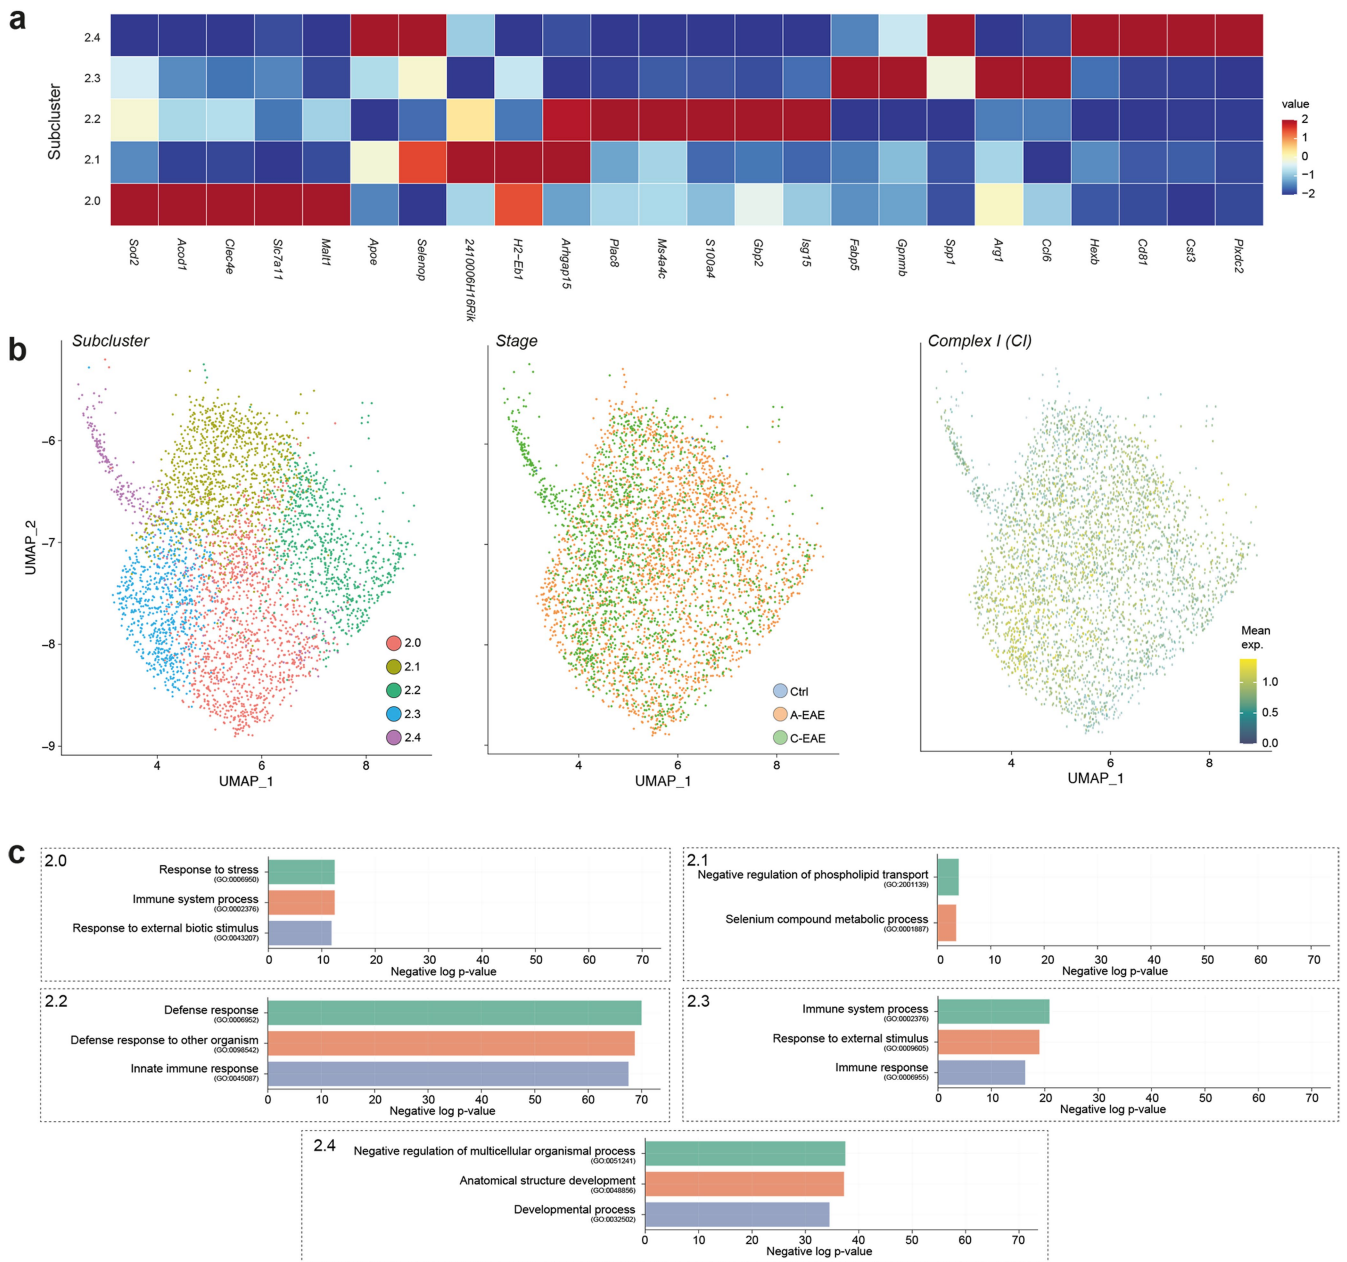 a
Subcluster
2.4
2.3
2.2
2.1
2.0
value
2
1
0
−1
−2
Sod2
Acod1
Clec4e
Slc7a11
Malt1
Apoe
Selenop
2410006H16Rik
H2−Eb1
Arhgap15
Plac8
Ms4a4c
S100a4
Gbp2
Isg15
Fabp5
Gpnmb
Spp1
Arg1
Ccl6
Hexb
Cd81
Cst3
Plxdc2
b
Subcluster
UMAP_2
−6
−7
−8
−9
2.0
2.1
2.2
2.3
2.4
4 6 8
UMAP_1
Stage
Ctrl
A-EAE
C-EAE
4 6 8
UMAP_1
Complex I (CI)
Mean
exp.
1.0
0.5
0.0
4 6 8
UMAP_1
c
2.0
Response to stress
(GO:0006950)
Immune system process
(GO:0002376)
Response to external biotic stimulus
(GO:0043207)
0 10 20 30 40 50 60 70
Negative log p-value
2.1
Negative regulation of phospholipid transport
(GO:2001139)
Selenium compound metabolic process
(GO:0001887)
0 10 20 30 40 50 60 70
Negative log p-value
2.2
Defense response
(GO:0006952)
Defense response to other organism
(GO:0098542)
Innate immune response
(GO:0045087)
0 10 20 30 40 50 60 70
Negative log p-value
2.3
Immune system process
(GO:0002376)
Response to external stimulus
(GO:0009605)
Immune response
(GO:0006955)
0 10 20 30 40 50 60 70
Negative log p-value
2.4
Negative regulation of multicellular organismal process
(GO:0051241)
Anatomical structure development
(GO:0048856)
Developmental process
(GO:0032502)
0 10 20 30 40 50 60 70
Negative log p-value